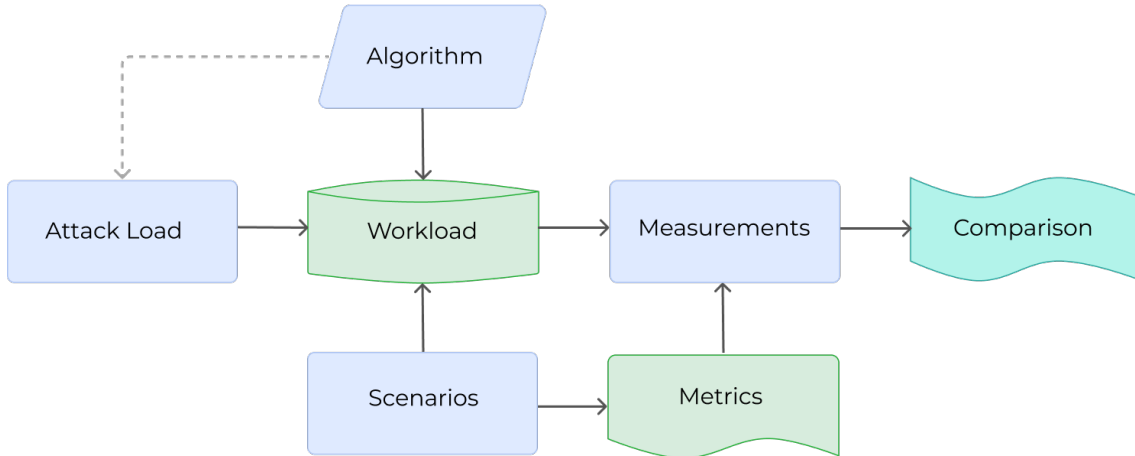 Algorithm
Attack Load
Workload
Measurements
Comparison
Scenarios
Metrics